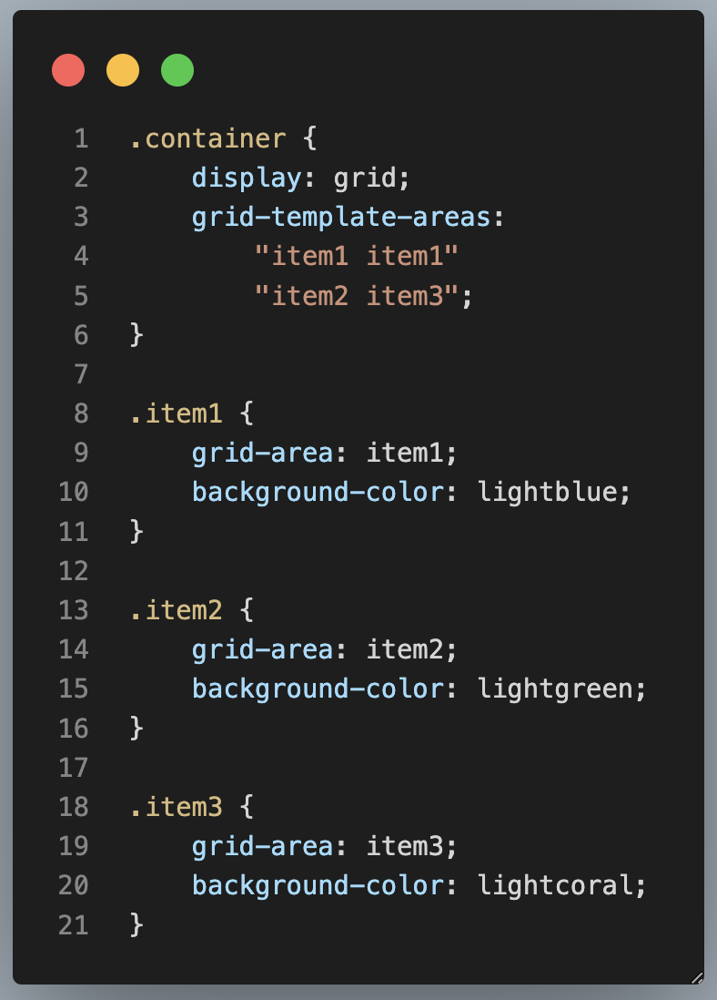 1 .container {
2     display: grid;
3     grid-template-areas:
4         "item1 item1"
5         "item2 item3";
6 }
7
8 .item1 {
9     grid-area: item1;
10     background-color: lightblue;
11 }
12
13 .item2 {
14     grid-area: item2;
15     background-color: lightgreen;
16 }
17
18 .item3 {
19     grid-area: item3;
20     background-color: lightcoral;
21 }